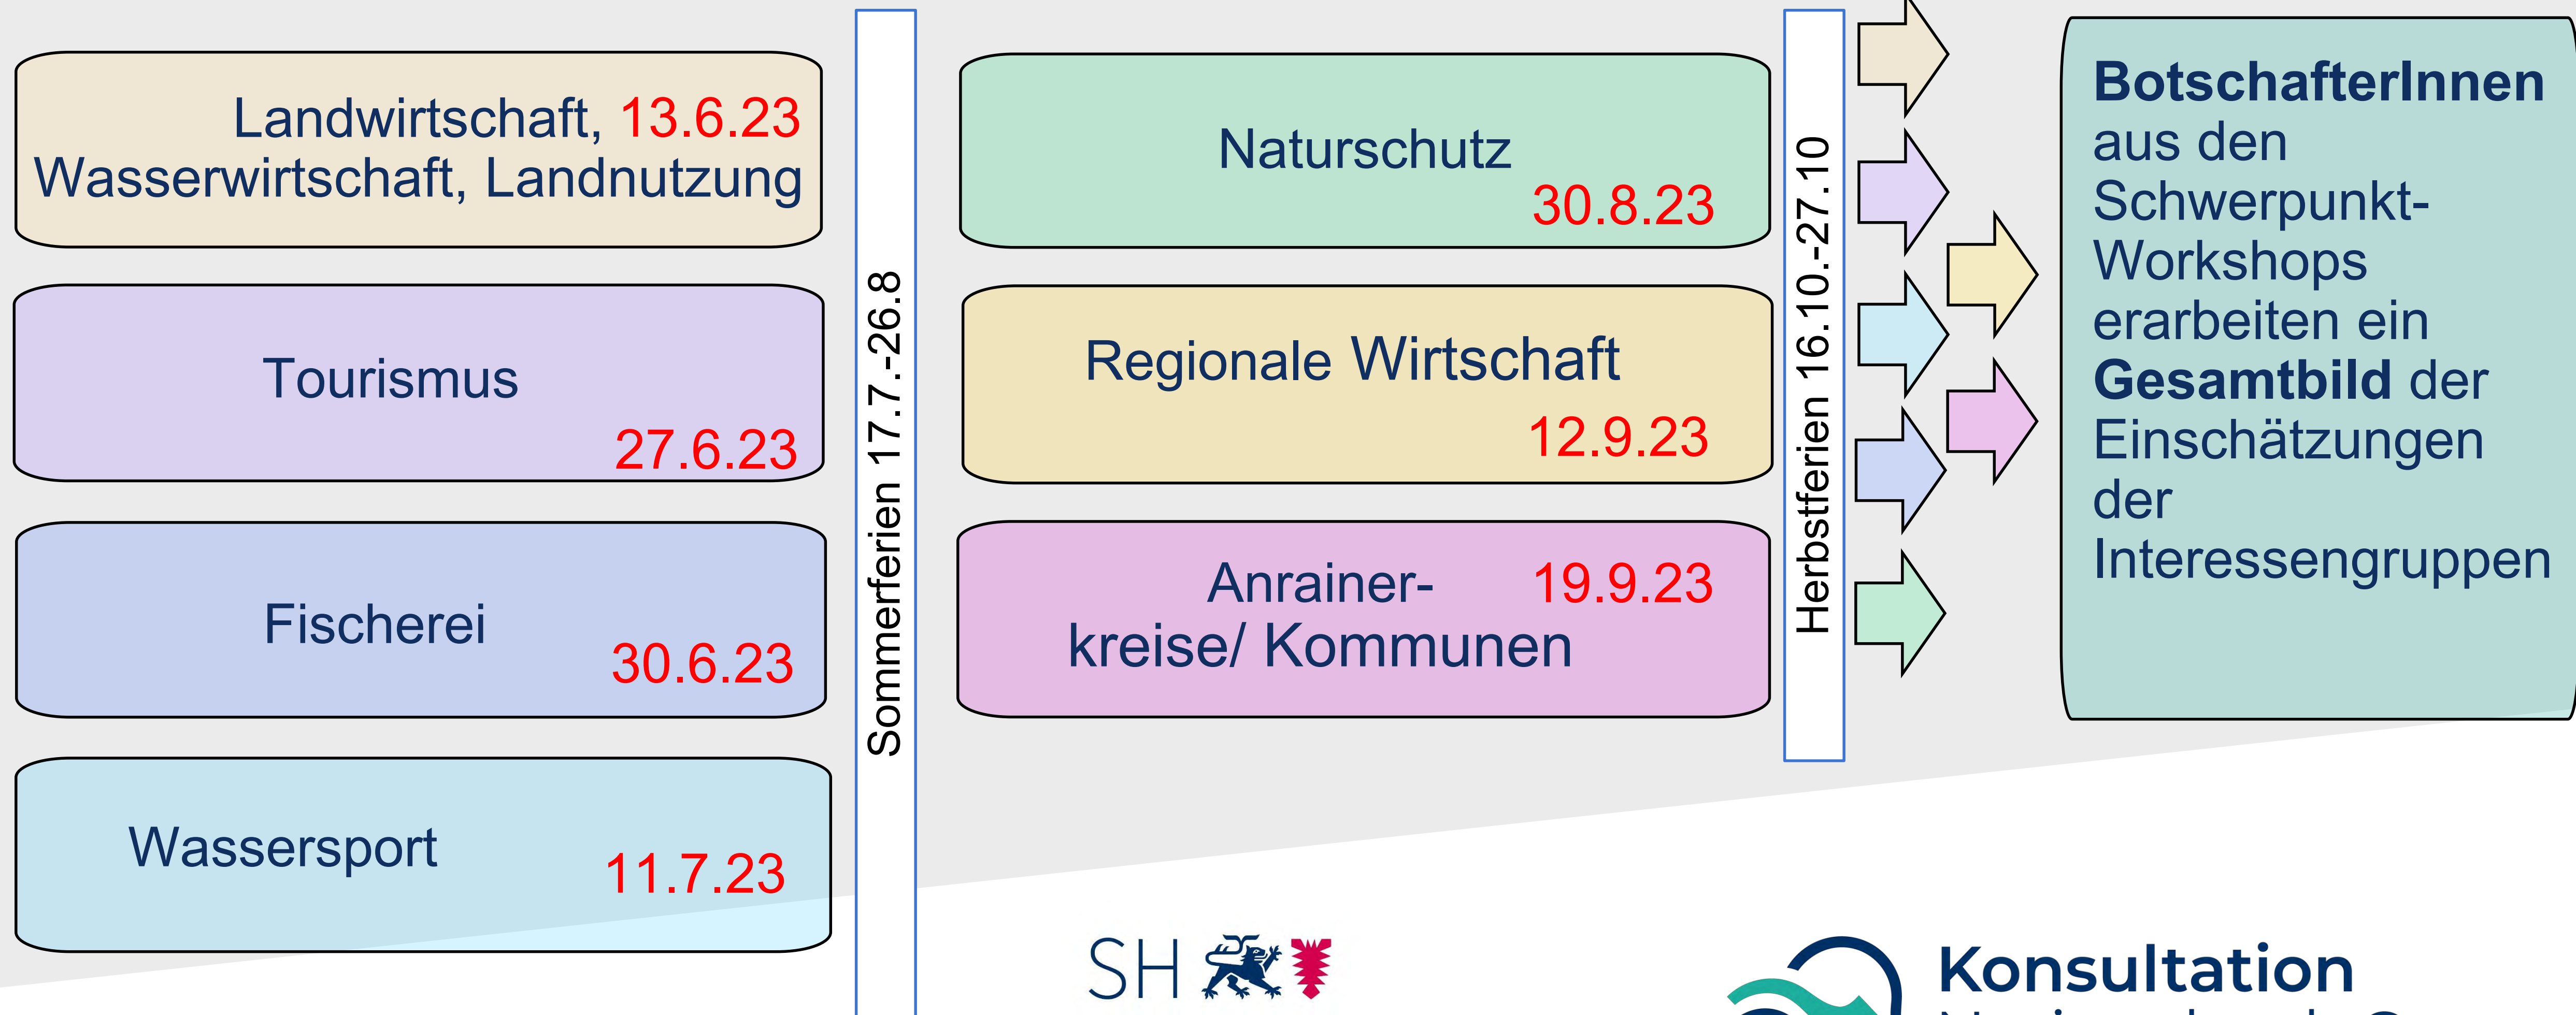 Landwirtschaft, 13.6.23
Wasserwirtschaft, Landnutzung
Tourismus
27.6.23
Fischerei
30.6.23
Wassersport
11.7.23
Sommerferien 17.7.-26.8
Naturschutz
30.8.23
Regionale Wirtschaft
12.9.23
Anrainer- 19.9.23
kreise/ Kommunen
Herbstferien 16.10.-27.10
BotschafterInnen
aus den
Schwerpunkt-
Workshops
erarbeiten ein
Gesamtbild der
Einschätzungen
der
Interessengruppen
SH
Konsultation